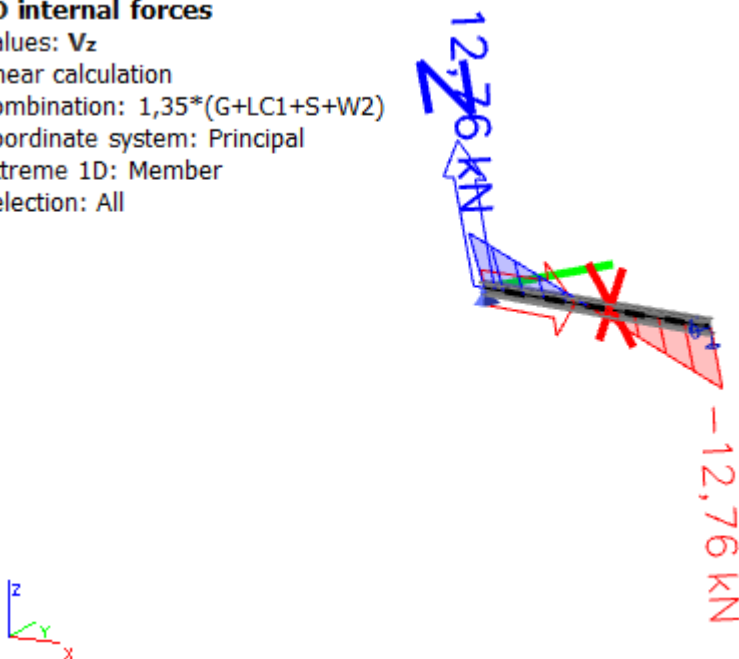 D internal forces
alues: Vz
near calculation
ombination: 1,35*(G+LC1+S+W2)
oordinate system: Principal
treme 1D: Member
election: All
12,76 kN
Z
X
-12,76 kN
z
Y
X